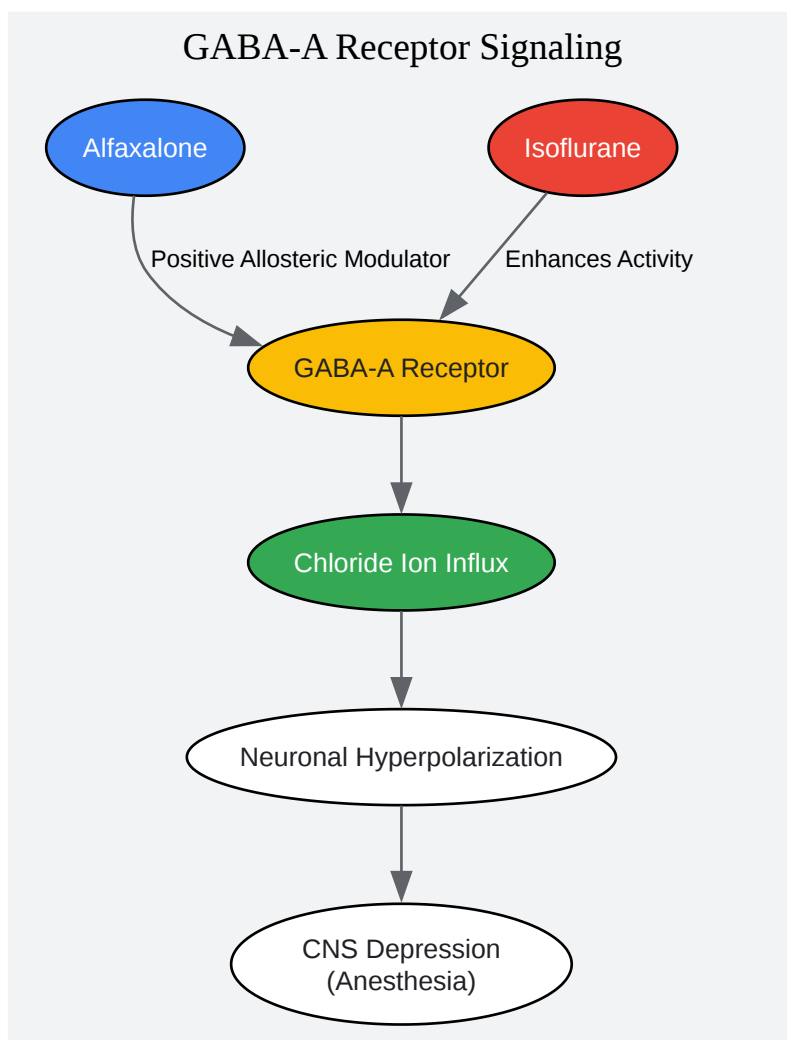 GABA-A Receptor Signaling
Alfaxalone
Isoflurane
Positive Allosteric Modulator
Enhances Activity
GABA-A Receptor
Chloride Ion Influx
Neuronal Hyperpolarization
CNS Depression
(Anesthesia)